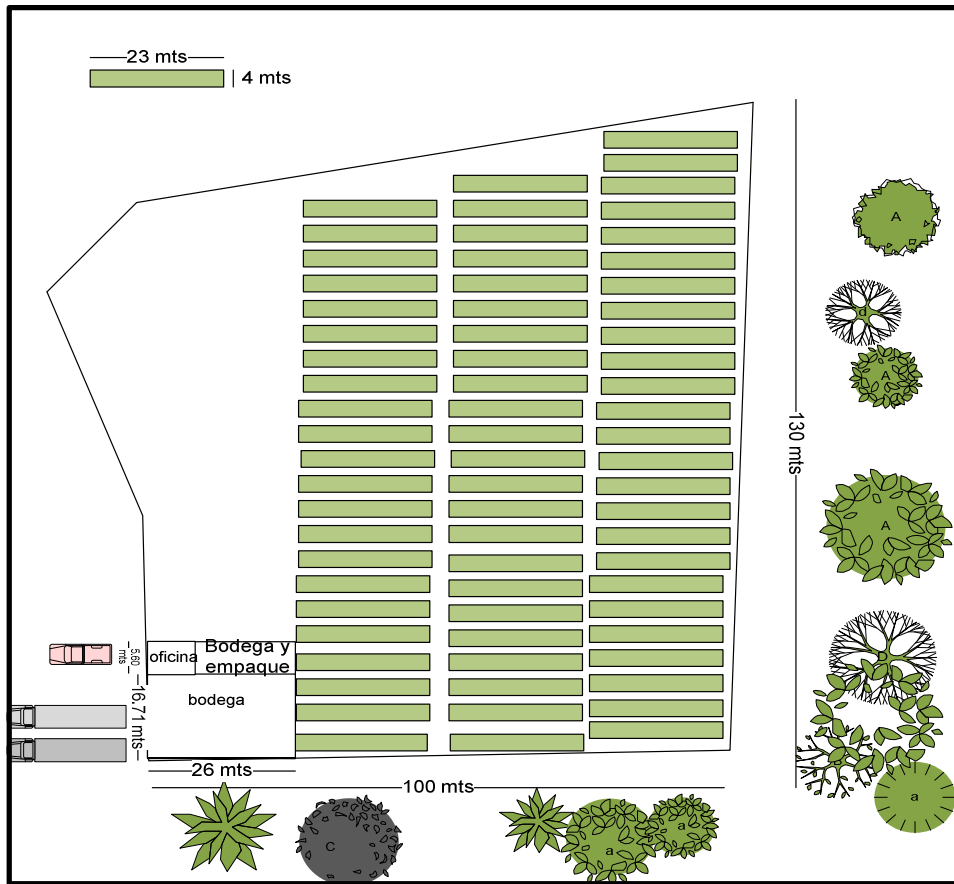 23 mts
4 mts
A
d
A
130 mts
A
D
oficina
Bodega y
empaque
5.60
mts
bodega
16.71 mts
26 mts
100 mts
C
a
a
a